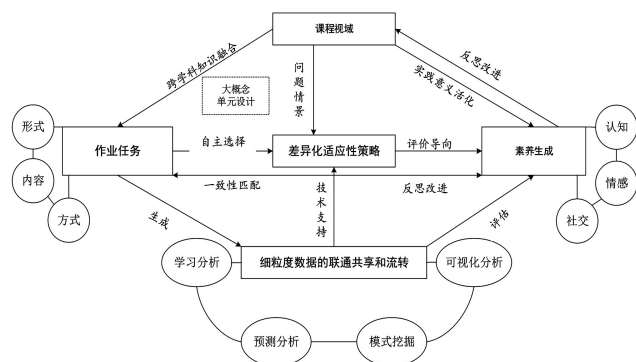 课程视域
跨学科知识融合
问题情景
实践意义活化
反思改进
大概念
单元设计
形式
内容
方式
作业任务
自主选择
差异化适应性策略
评价导向
素养生成
认知
情感
社交
一致性匹配
反思改进
技术支持
生成
评估
细粒度数据的联通共享和流转
学习分析
可视化分析
预测分析
模式挖掘